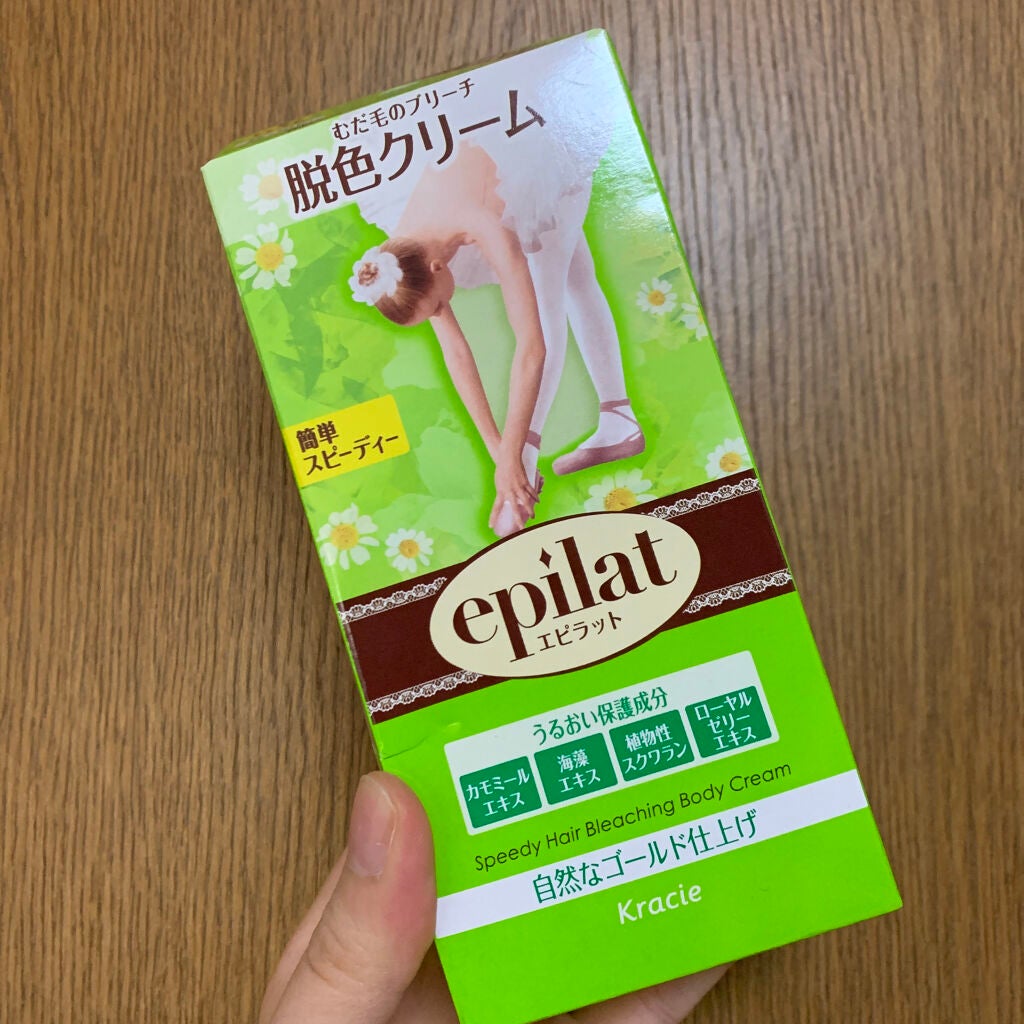 むだ毛のブリーチ
脱色クリーム
簡単
スピーディー
epilat
エピラット
うるおい保護成分
カモミール
エキス
海藻
エキス
植物性
スクワラン
ローヤル
ゼリー
エキス
Speedy Hair Bleaching Body Cream
自然なゴールド仕上げ
Kracie